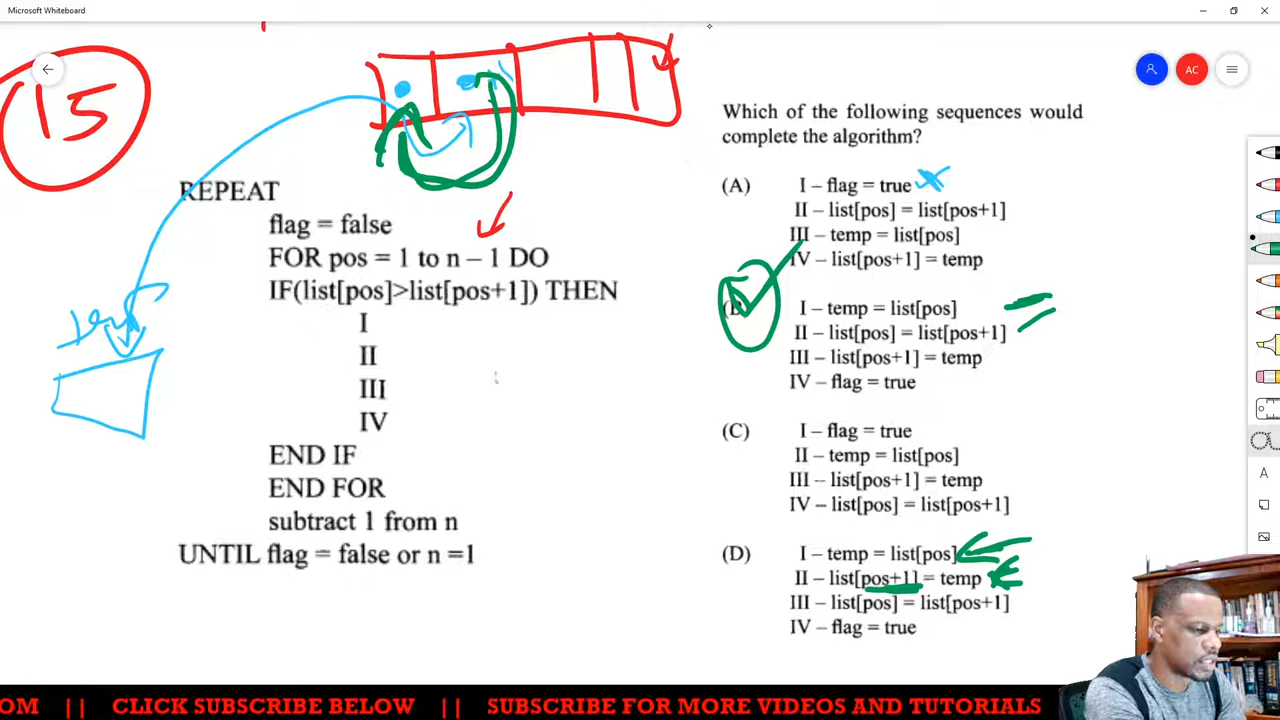 Microsoft Whiteboard
15
AC
REPEAT
flag = false
FOR pos = 1 to n – 1 DO
IF(list[pos]>list[pos+1]) THEN
I
II
III
IV
END IF
END FOR
subtract 1 from n
UNTIL flag = false or n =1
Which of the following sequences would
complete the algorithm?
(A) I – flag = true
II – list[pos] = list[pos+1]
III – temp = list[pos]
IV – list[pos+1] = temp
I – temp = list[pos]
II – list[pos] = list[pos+1]
III – list[pos+1] = temp
IV – flag = true
(C) I – flag = true
II – temp = list[pos]
III – list[pos+1] = temp
IV – list[pos] = list[pos+1]
(D) I – temp = list[pos]
II – list[pos+1] = temp
III – list[pos] = list[pos+1]
IV – flag = true
A
OM || CLICK SUBSCRIBE BELOW || SUBSCRIBE FOR MORE VIDEOS AND TUTORIALS